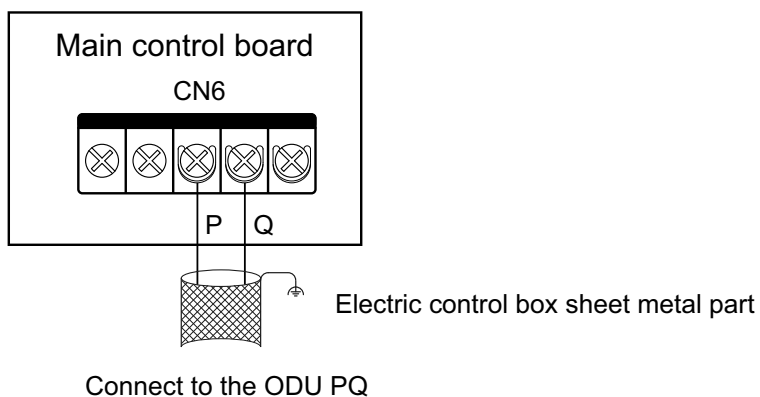 Main control board
CN6
P Q
Electric control box sheet metal part
Connect to the ODU PQ